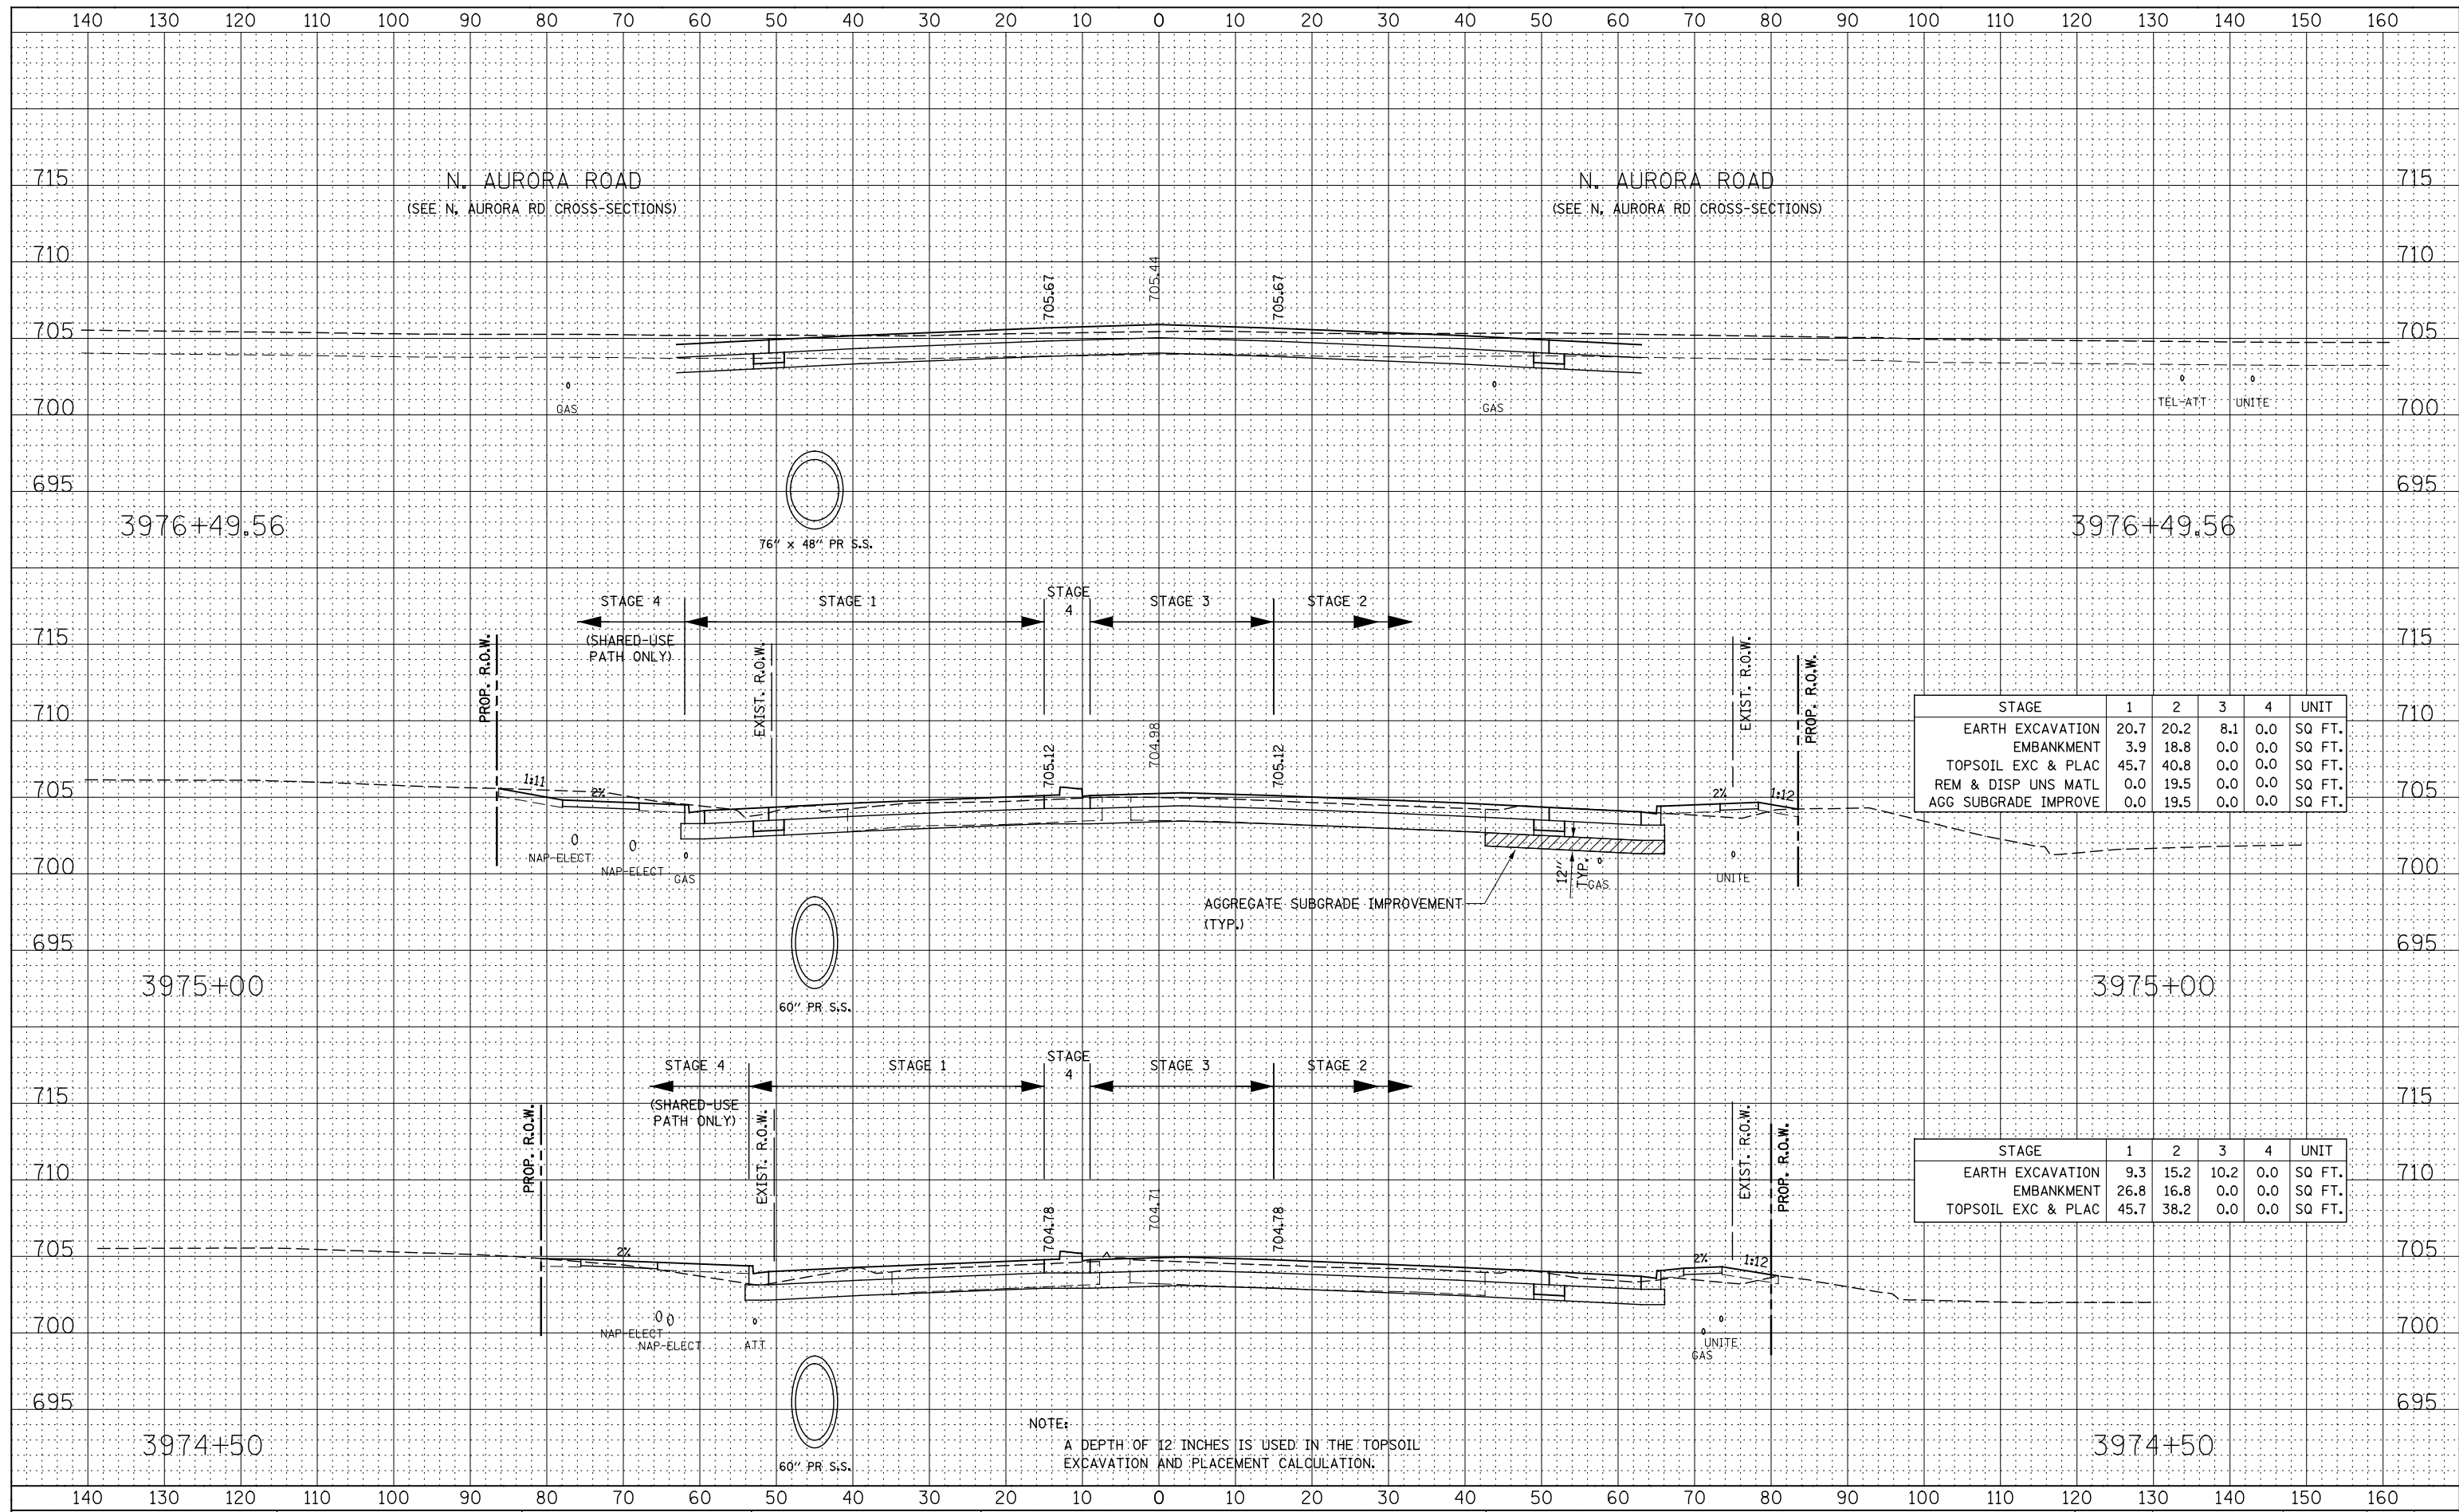 140 130 120 110 100 90 80 70 60 50 40 30 20 10 0 10 20 30 40 50 60 70 80 90 100 110 120 130 140 150 160
715 N. AURORA ROAD N. AURORA ROAD 715
(SEE N. AURORA RD CROSS-SECTIONS) (SEE N. AURORA RD CROSS-SECTIONS)
710 710
705.67 705.44 705.67
705 705
700 GAS GAS TEL-ATT UNITE 700
695 695
3976+49.56 3976+49.56
76" x 48" PR S.S.
STAGE 4 STAGE 1 STAGE 4 STAGE 3 STAGE 2
(SHARED-USE
PATH ONLY)
715 715
PROP. R.O.W. EXIST. R.O.W. EXIST. R.O.W. PROP. R.O.W.
710 710
STAGE 1 2 3 4 UNIT
EARTH EXCAVATION 20.7 20.2 8.1 0.0 SQ FT.
EMBANKMENT 3.9 18.8 0.0 0.0 SQ FT.
TOPSOIL EXC & PLAC 45.7 40.8 0.0 0.0 SQ FT.
REM & DISP UNS MATL 0.0 19.5 0.0 0.0 SQ FT.
AGG SUBGRADE IMPROVE 0.0 19.5 0.0 0.0 SQ FT.
705.12 704.98 705.12
705 1:11 2% 2% 1:12 705
NAP-ELECT
NAP-ELECT GAS 12" TYP. GAS UNITE
700 700
AGGREGATE SUBGRADE IMPROVEMENT
(TYP.)
695 695
3975+00 3975+00
60" PR S.S.
STAGE 4 STAGE 1 STAGE 4 STAGE 3 STAGE 2
(SHARED-USE
PATH ONLY)
715 715
PROP. R.O.W. EXIST. R.O.W. EXIST. R.O.W. PROP. R.O.W.
710 710
STAGE 1 2 3 4 UNIT
EARTH EXCAVATION 9.3 15.2 10.2 0.0 SQ FT.
EMBANKMENT 26.8 16.8 0.0 0.0 SQ FT.
TOPSOIL EXC & PLAC 45.7 38.2 0.0 0.0 SQ FT.
704.78 704.71 704.78
705 2% 2% 1:12 705
700 NAP-ELECT 700
NAP-ELECT ATT UNITE
GAS
695 695
NOTE:
A DEPTH OF 12 INCHES IS USED IN THE TOPSOIL
EXCAVATION AND PLACEMENT CALCULATION.
3974+50 3974+50
60" PR S.S.
140 130 120 110 100 90 80 70 60 50 40 30 20 10 0 10 20 30 40 50 60 70 80 90 100 110 120 130 140 150 160